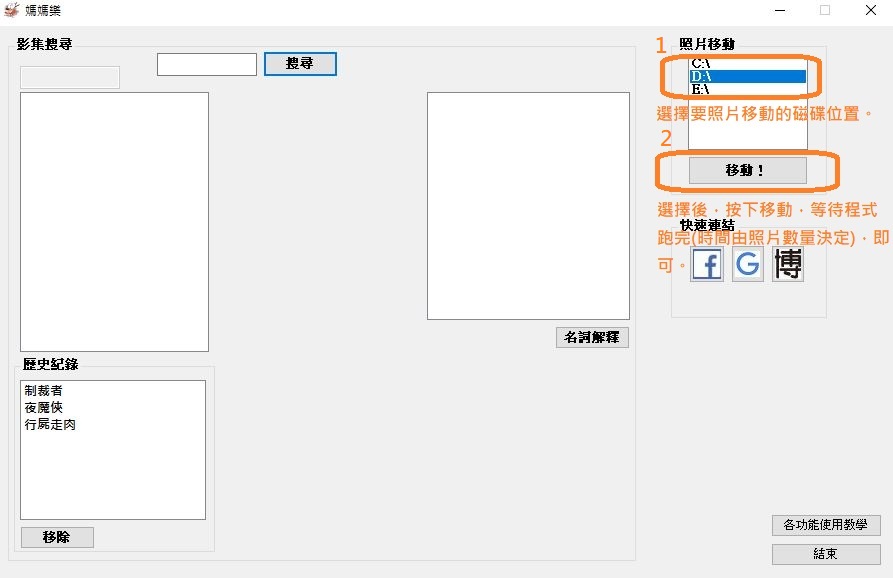 媽媽樂
影集搜尋
搜尋
1
照片移動
C:\
D:\
E:\
選擇要照片移動的磁碟位置。
2
移動！
選擇後，按下移動，等待程式
跑完(時間由照片數量決定)，即
可。
快速連結
f
G
博
名詞解釋
歷史紀錄
制裁者
夜魔俠
行屍走肉
移除
各功能使用教學
結束